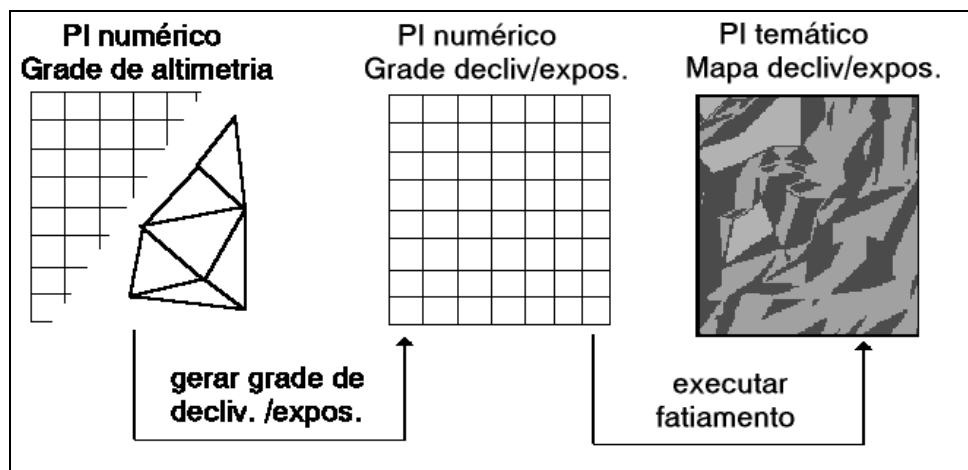 PI numérico
Grade de altimetria
PI numérico
Grade decliv/expos.
PI temático
Mapa decliv/expos.
gerar grade de
decliv. /expos.
executar
fatiamento